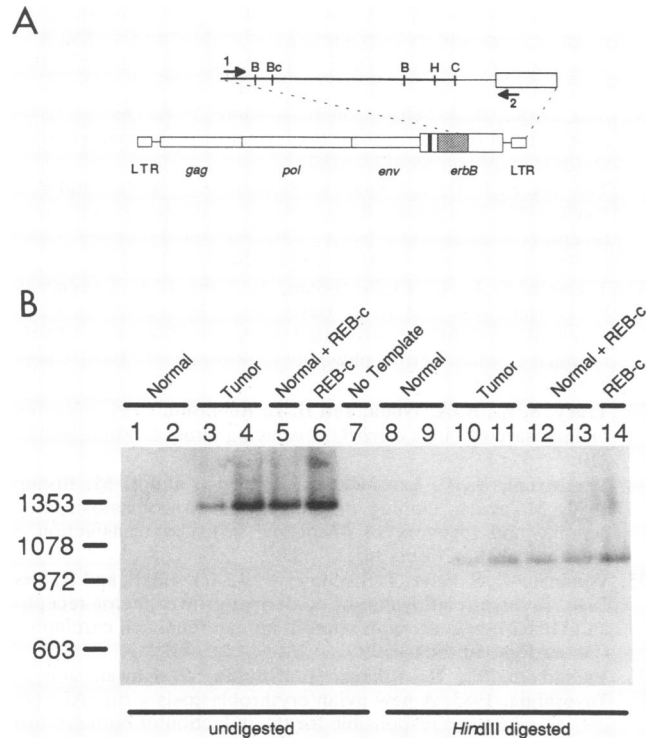 A
1 B Bc B H C
2
LTR gag pol env erbB LTR
B
Normal Tumor Normal + REB-c REB-c No Template Normal Tumor Normal + REB-c REB-c
1 2 3 4 5 6 7 8 9 10 11 12 13 14
1353
1078
872
603
undigested HindIII digested